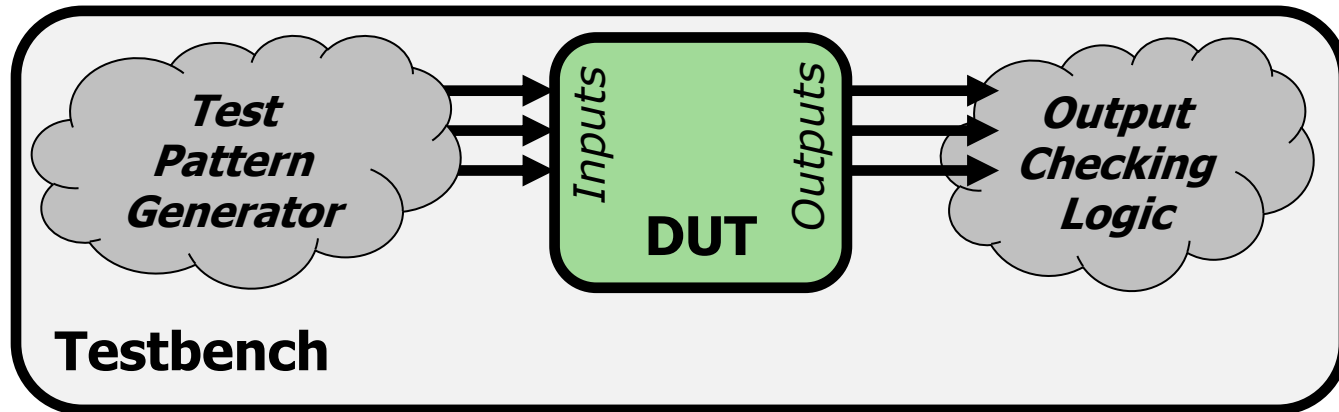 Test
Pattern
Generator
Inputs
DUT
Outputs
Output
Checking
Logic
Testbench